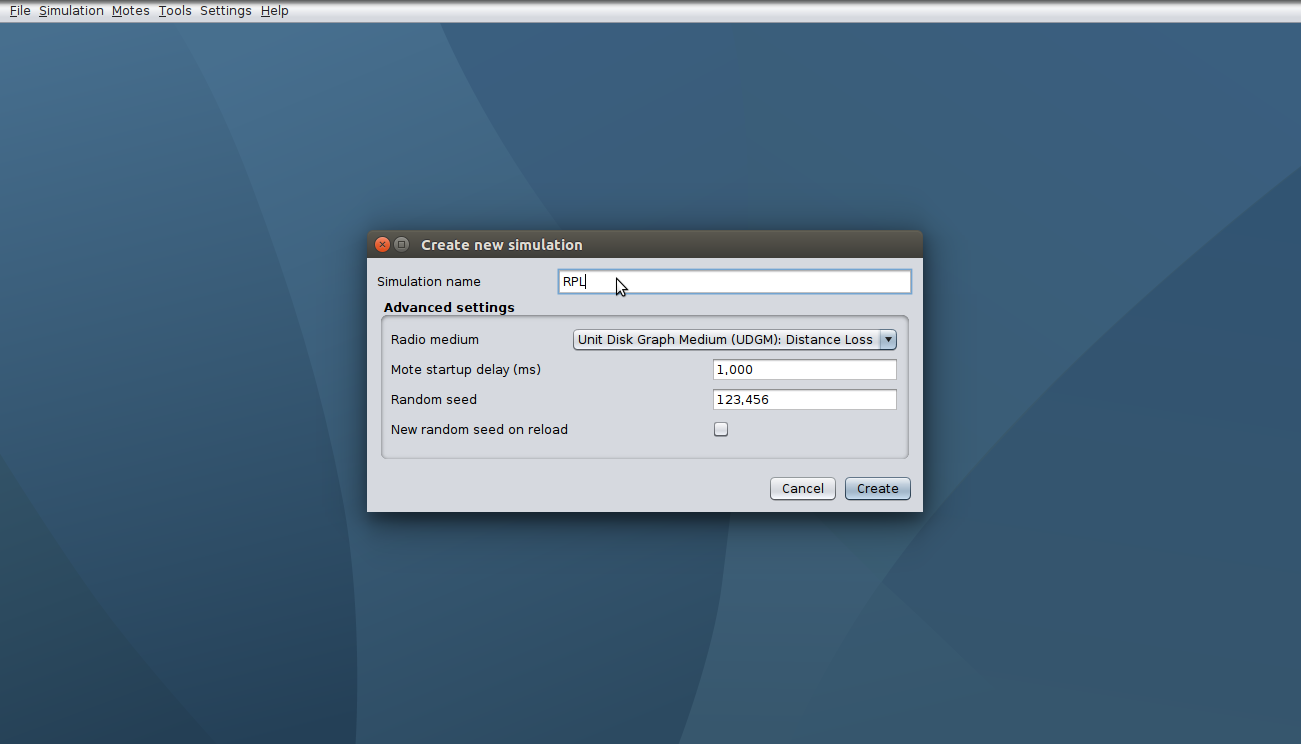 File Simulation Motes Tools Settings Help
Create new simulation
Simulation name RPL
Advanced settings
Radio medium Unit Disk Graph Medium (UDGM): Distance Loss
Mote startup delay (ms) 1,000
Random seed 123,456
New random seed on reload
Cancel Create